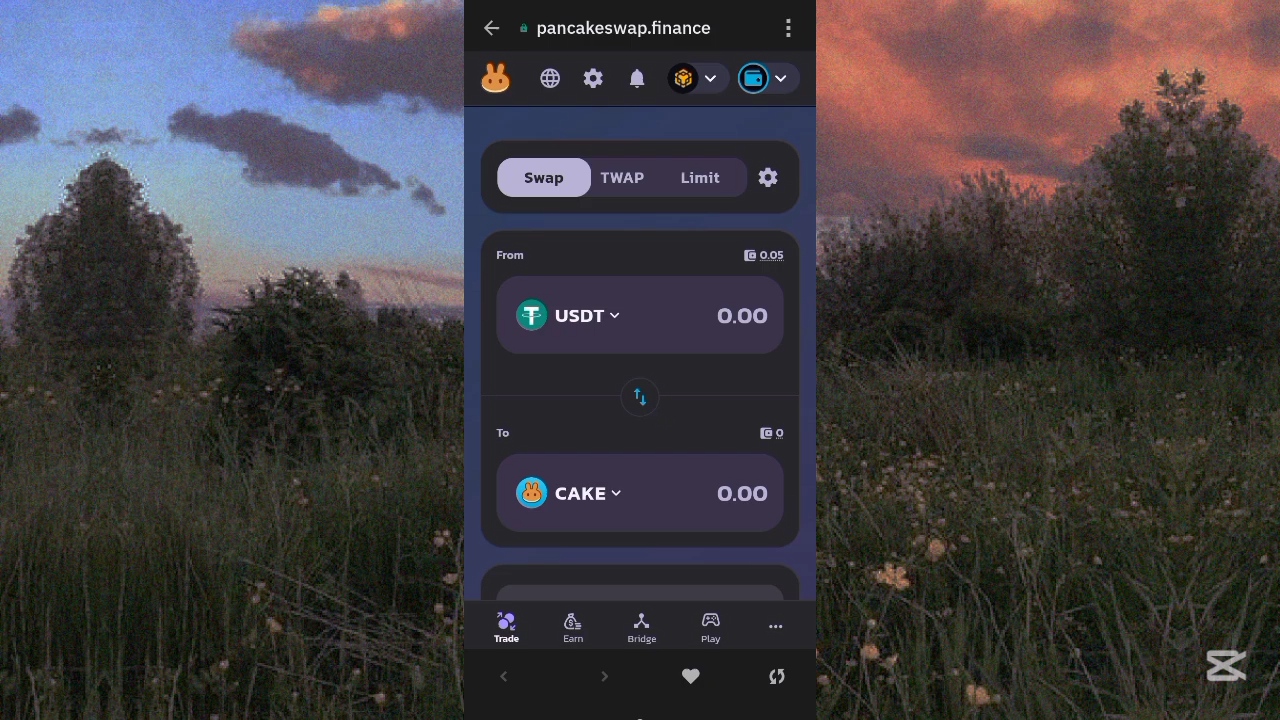 pancakeswap.finance
Swap TWAP Limit
From 0.05
USDT 0.00
To 0
CAKE 0.00
Trade Earn Bridge Play